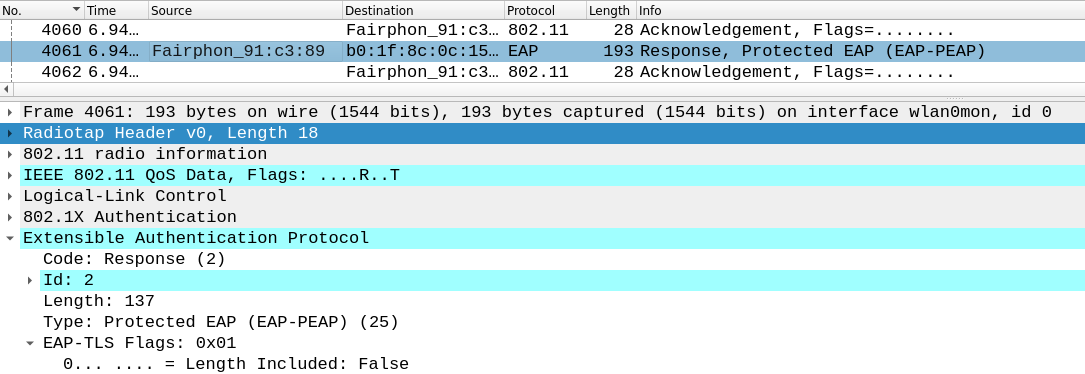 No. Time Source Destination Protocol Length Info
4060 6.94… Fairphon_91:c3… 802.11 28 Acknowledgement, Flags=........
4061 6.94… Fairphon_91:c3:89 b0:1f:8c:0c:15… EAP 193 Response, Protected EAP (EAP-PEAP)
4062 6.94… Fairphon_91:c3… 802.11 28 Acknowledgement, Flags=........
Frame 4061: 193 bytes on wire (1544 bits), 193 bytes captured (1544 bits) on interface wlan0mon, id 0
Radiotap Header v0, Length 18
802.11 radio information
IEEE 802.11 QoS Data, Flags: ....R..T
Logical-Link Control
802.1X Authentication
Extensible Authentication Protocol
Code: Response (2)
Id: 2
Length: 137
Type: Protected EAP (EAP-PEAP) (25)
EAP-TLS Flags: 0x01
0... .... = Length Included: False